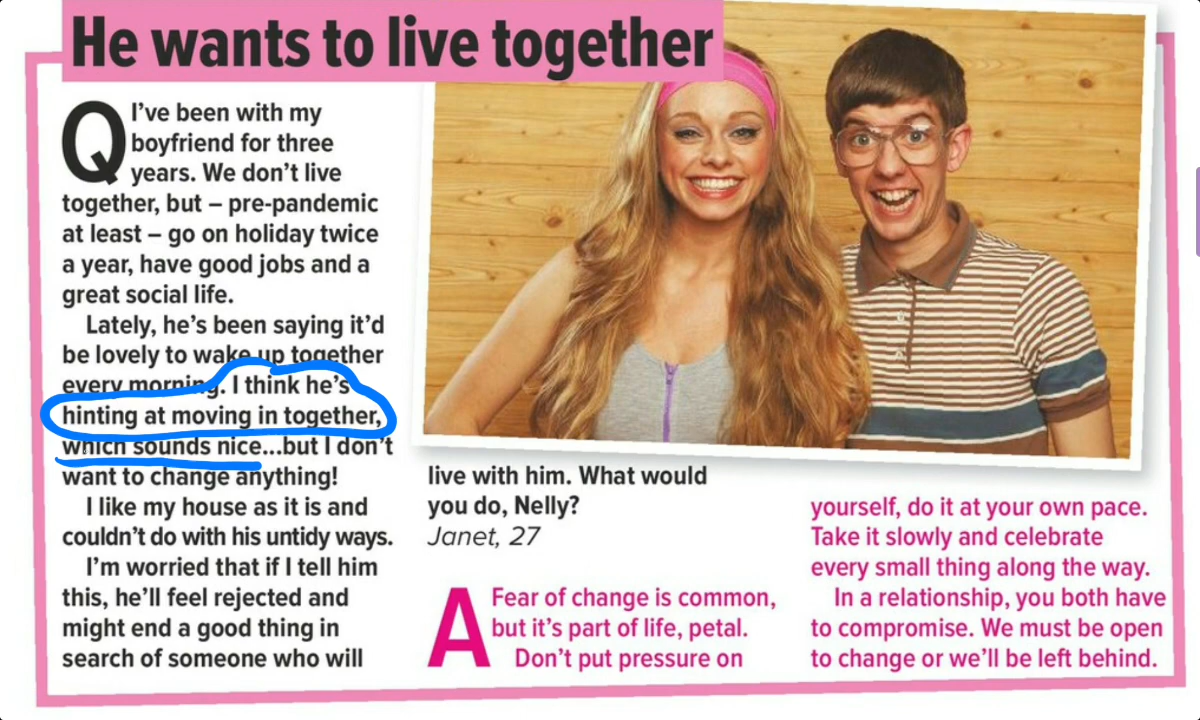 He wants to live together
Q I've been with my
boyfriend for three
years. We don't live
together, but – pre-pandemic
at least – go on holiday twice
a year, have good jobs and a
great social life.
Lately, he's been saying it'd
be lovely to wake up together
every morning. I think he's
hinting at moving in together,
which sounds nice...but I don't
want to change anything!
I like my house as it is and
couldn't do with his untidy ways.
I'm worried that if I tell him
this, he'll feel rejected and
might end a good thing in
search of someone who will
live with him. What would
you do, Nelly?
Janet, 27
A Fear of change is common,
but it's part of life, petal.
Don't put pressure on
yourself, do it at your own pace.
Take it slowly and celebrate
every small thing along the way.
In a relationship, you both have
to compromise. We must be open
to change or we'll be left behind.